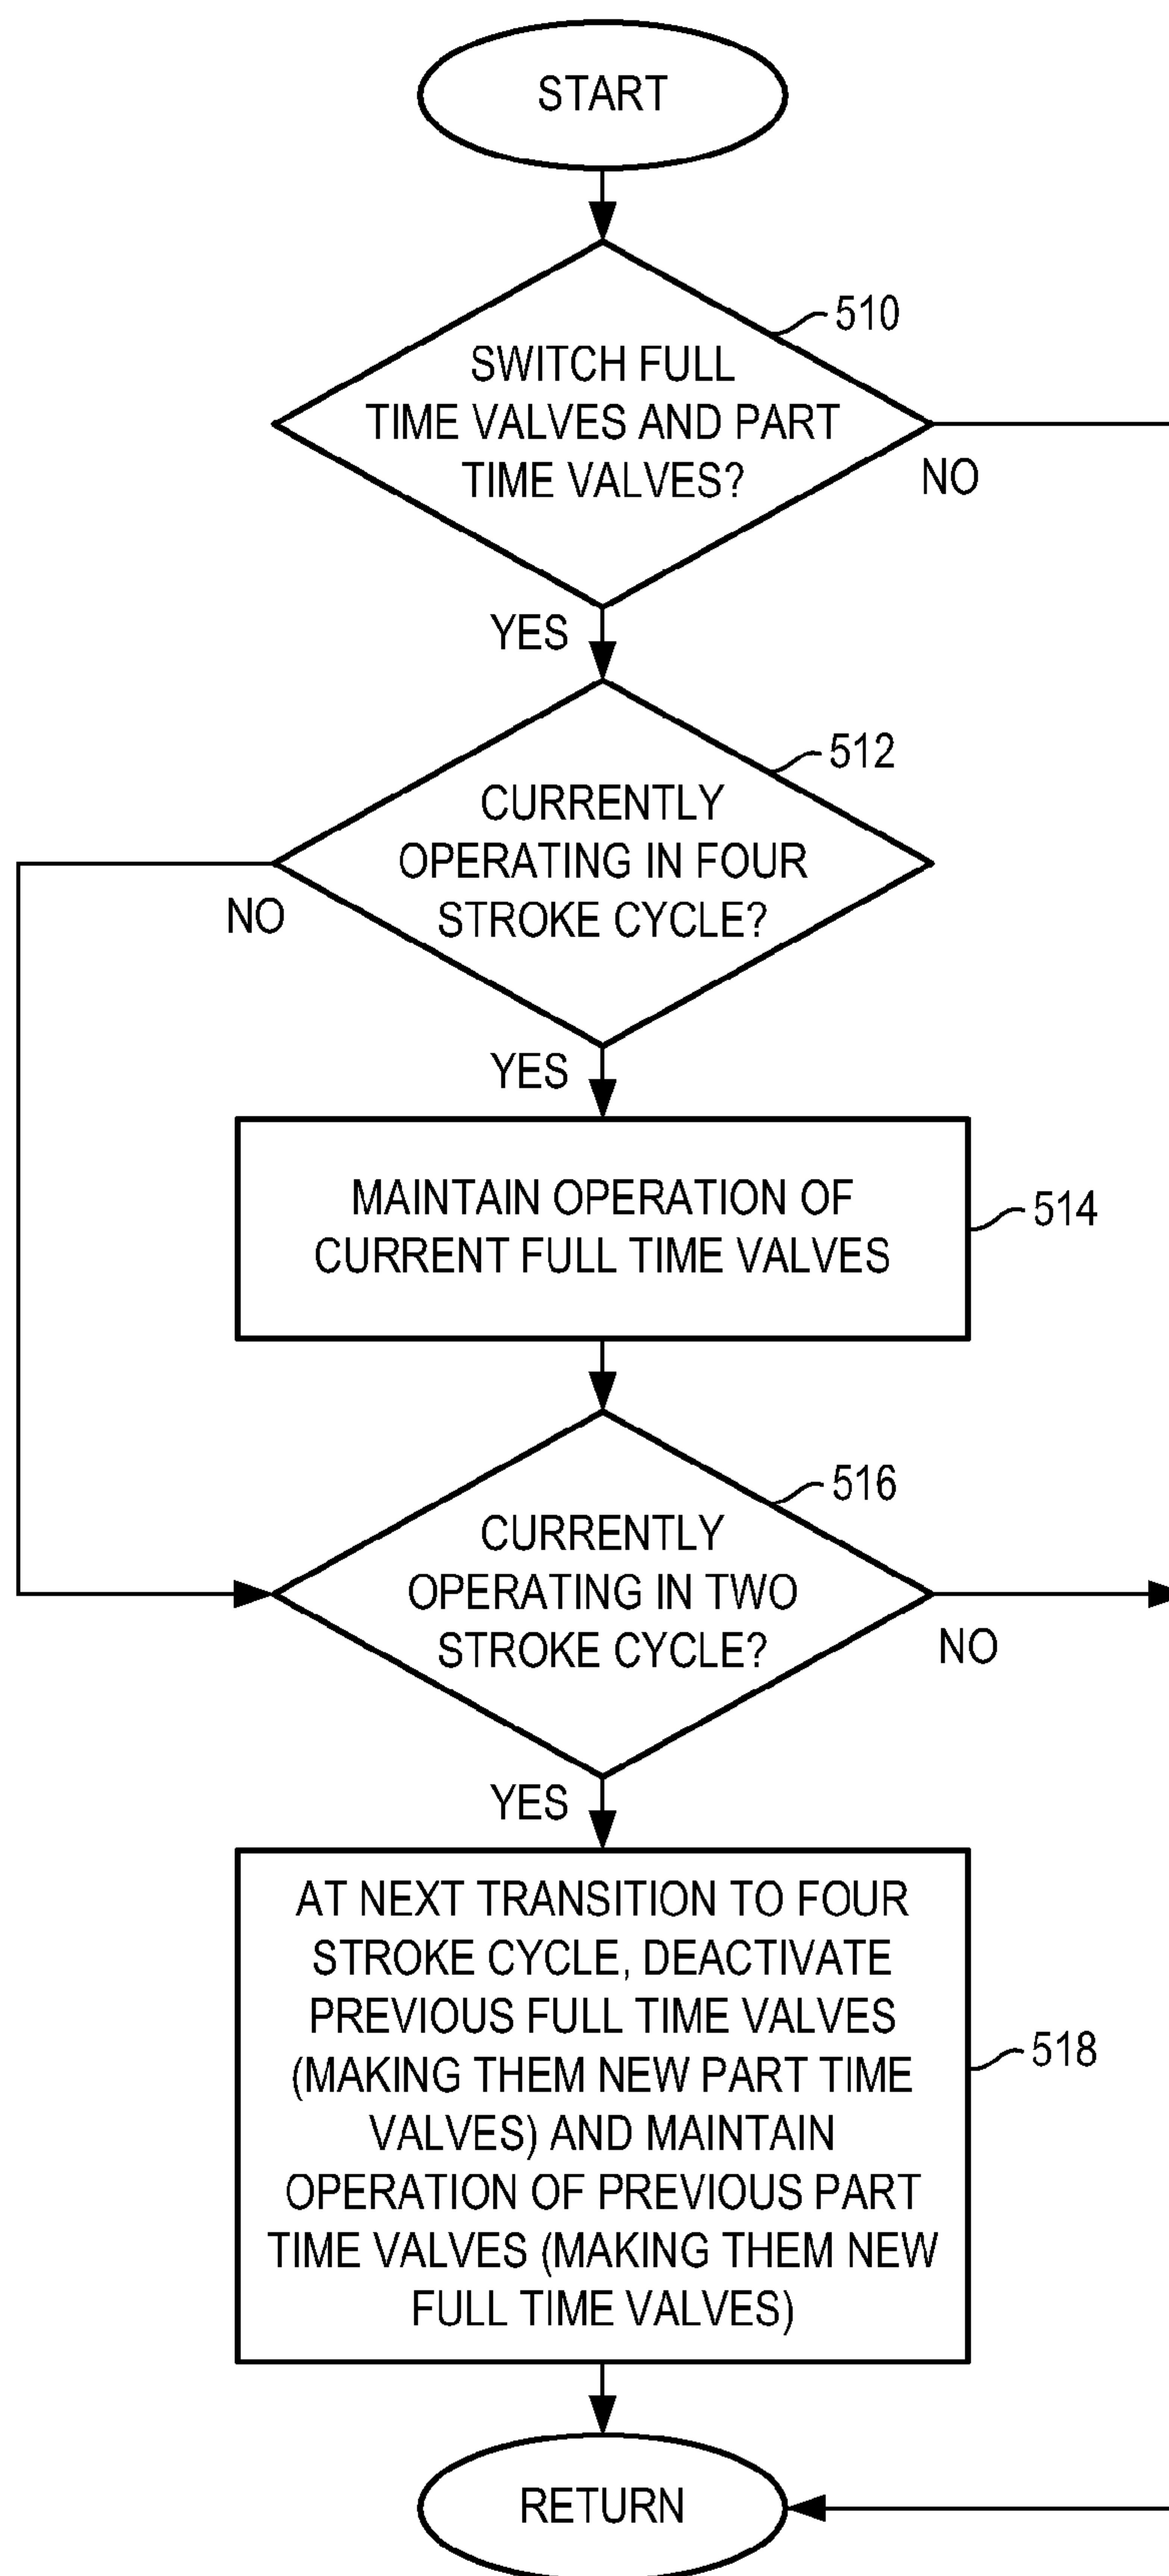 START
510
SWITCH FULL
TIME VALVES AND PART
TIME VALVES?
NO
YES
512
CURRENTLY
OPERATING IN FOUR
STROKE CYCLE?
NO
YES
MAINTAIN OPERATION OF
CURRENT FULL TIME VALVES
514
516
CURRENTLY
OPERATING IN TWO
STROKE CYCLE?
NO
YES
AT NEXT TRANSITION TO FOUR
STROKE CYCLE, DEACTIVATE
PREVIOUS FULL TIME VALVES
(MAKING THEM NEW PART TIME
VALVES) AND MAINTAIN
OPERATION OF PREVIOUS PART
TIME VALVES (MAKING THEM NEW
FULL TIME VALVES)
518
RETURN